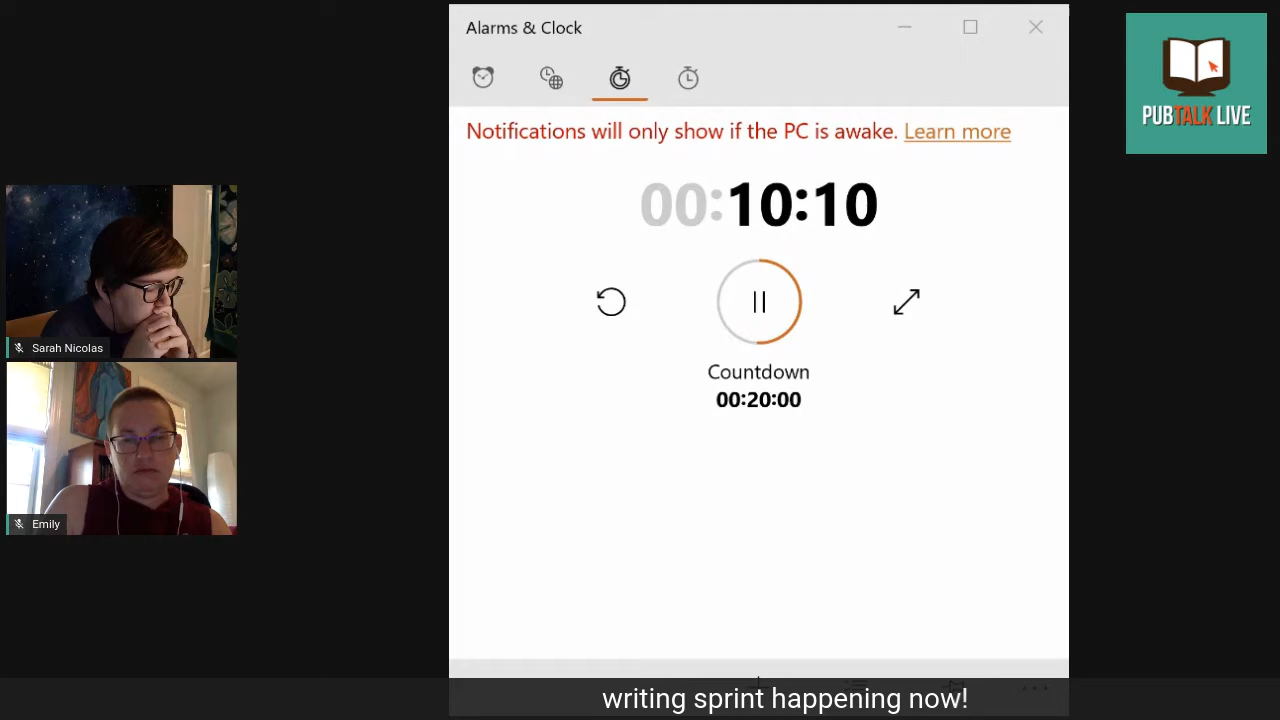 Alarms & Clock
PUBTALK LIVE
Notifications will only show if the PC is awake. Learn more
00:10:10
Countdown
00:20:00
Sarah Nicolas
Emily
writing sprint happening now!